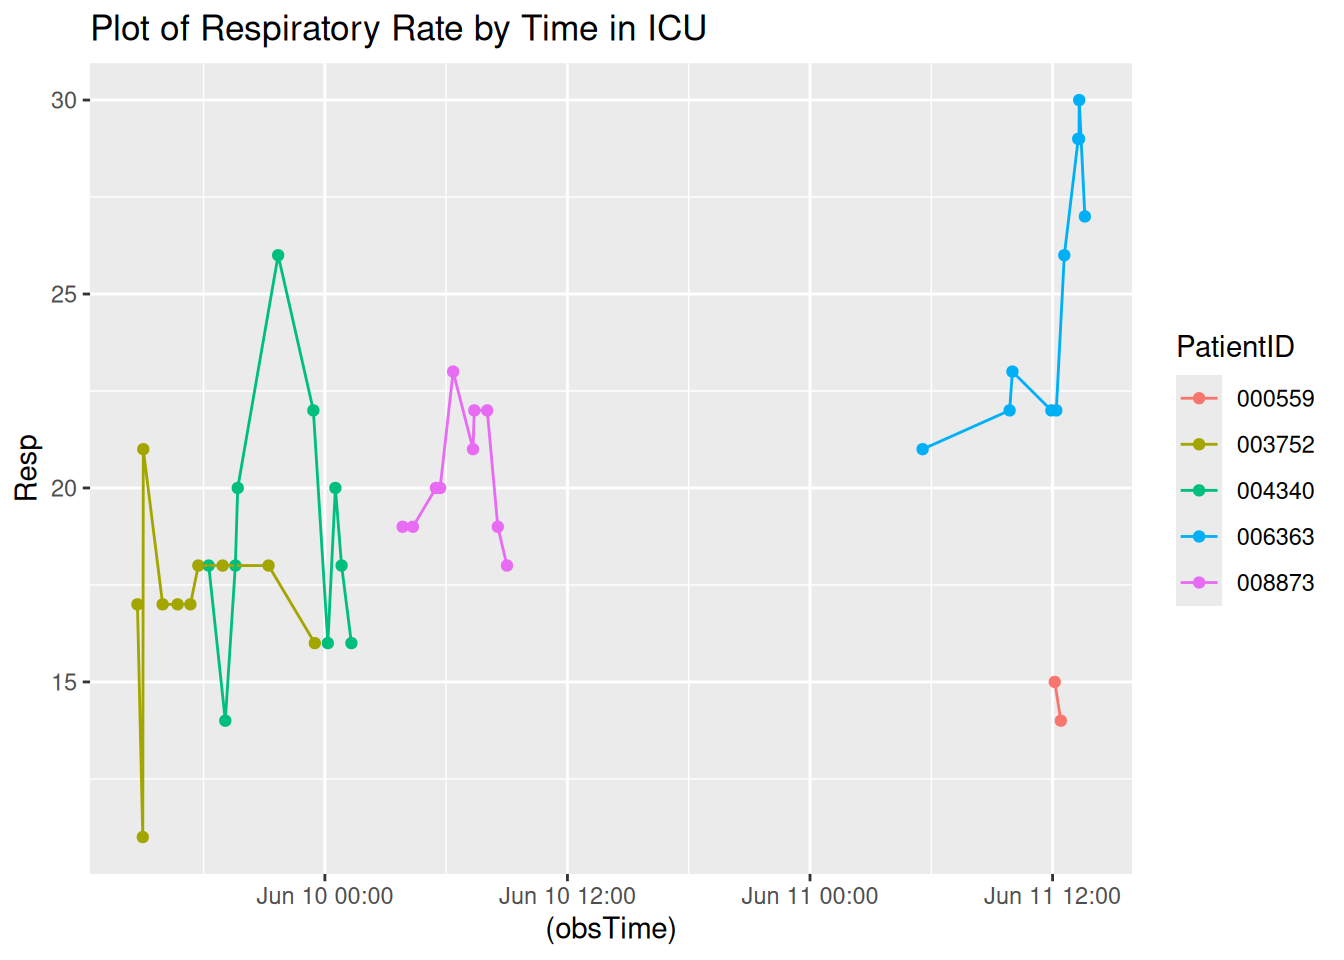 Plot of Respiratory Rate by Time in ICU
Resp
30
25
20
15
Jun 10 00:00
Jun 10 12:00
Jun 11 00:00
Jun 11 12:00
(obsTime)
PatientID
000559
003752
004340
006363
008873